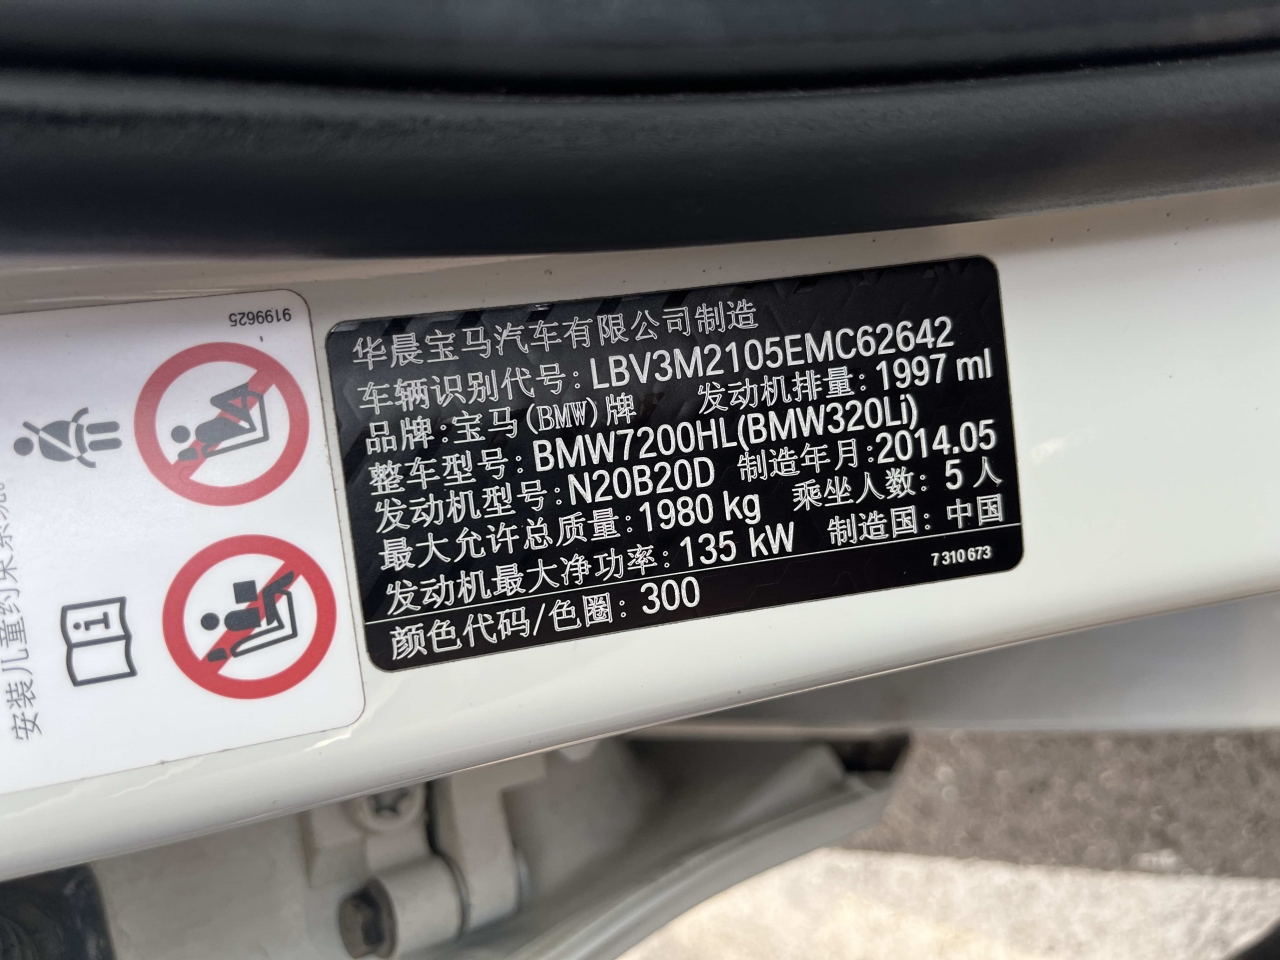 9199625
安装儿童约束系统。
华晨宝马汽车有限公司制造
车辆识别代号: LBV3M2105EMC62642
品牌:宝马(BMW)牌 发动机排量: 1997 ml
整车型号: BMW7200HL(BMW320Li)
发动机型号: N20B20D 制造年月:2014.05
最大允许总质量:1980 kg 乘坐人数: 5 人
发动机最大净功率: 135 kW 制造国: 中国
颜色代码/色圈: 300
7 310 673